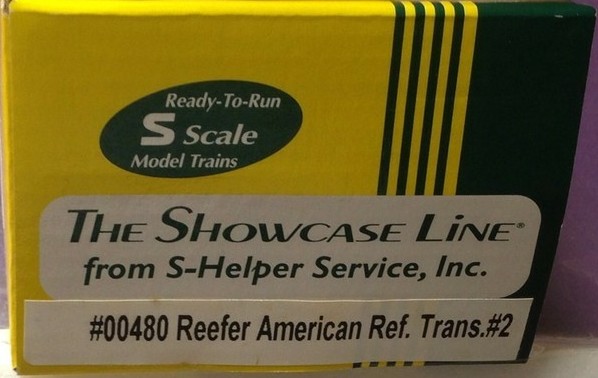 Ready-To-Run
S Scale
Model Trains
THE SHOWCASE LINE®
from S-Helper Service, Inc.
#00480 Reefer American Ref. Trans.#2